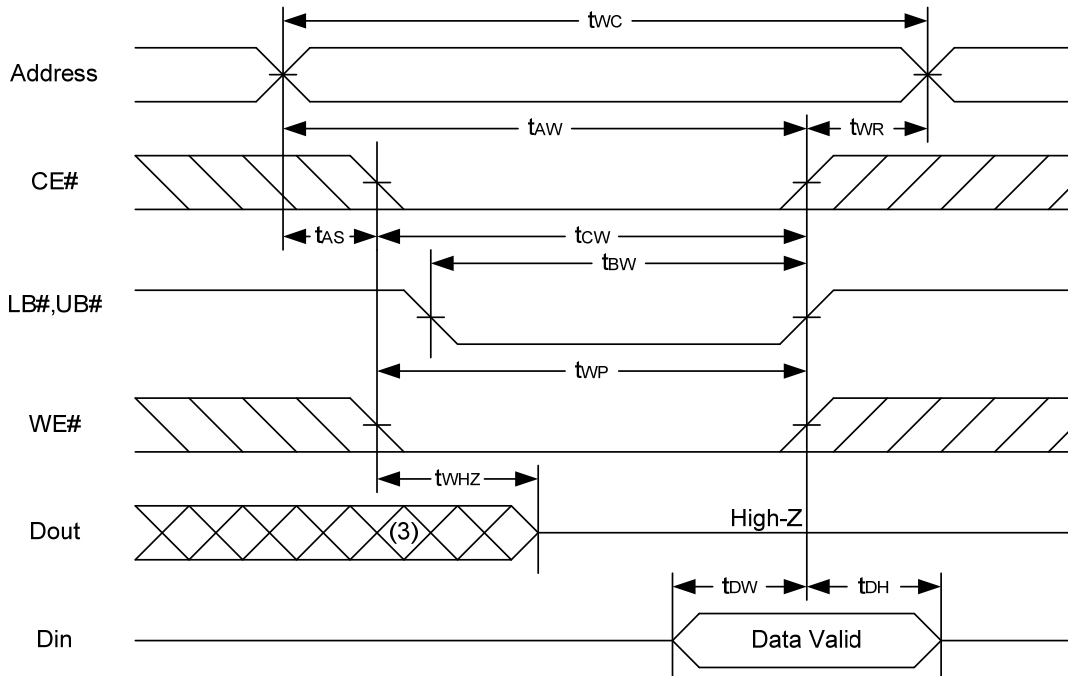 tWC
Address
tAW
tWR
CE#
tAS
tCW
tBW
LB#,UB#
tWP
WE#
tWHZ
Dout
(3)
High-Z
tDW
tDH
Din
Data Valid